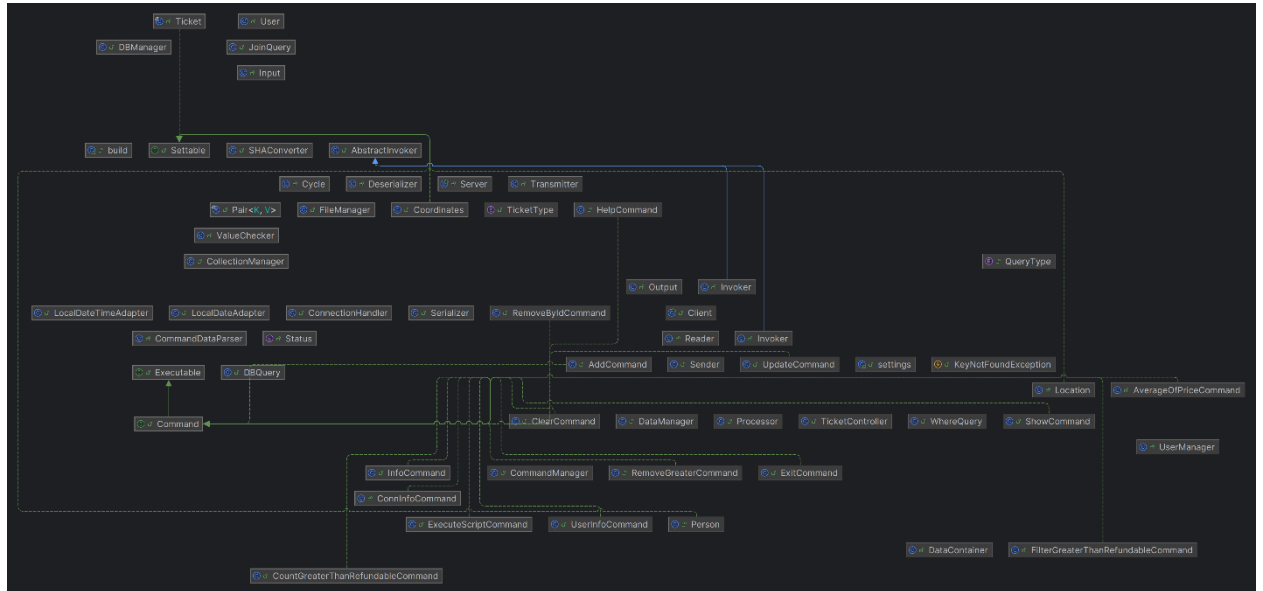 Ticket User
DBManager JoinQuery
Input
build Settable SHAConverter AbstractInvoker
Cycle Deserializer Server Transmitter
Pair<K, V> FileManager Coordinates TicketType HelpCommand
ValueChecker
CollectionManager QueryType
Output Invoker
LocalDateTimeAdapter LocalDateAdapter ConnectionHandler Serializer RemoveByIdCommand Client
CommandDataParser Status Reader Invoker
AddCommand Sender UpdateCommand settings KeyNotFoundException
Executable DBQuery
Location AverageOfPriceCommand
Command ClearCommand DataManager Processor TicketController WhereQuery ShowCommand
UserManager
InfoCommand CommandManager RemoveGreaterCommand ExitCommand
ConnInfoCommand
ExecuteScriptCommand UserInfoCommand Person
DataContainer FilterGreaterThanRefundableCommand
CountGreaterThanRefundableCommand